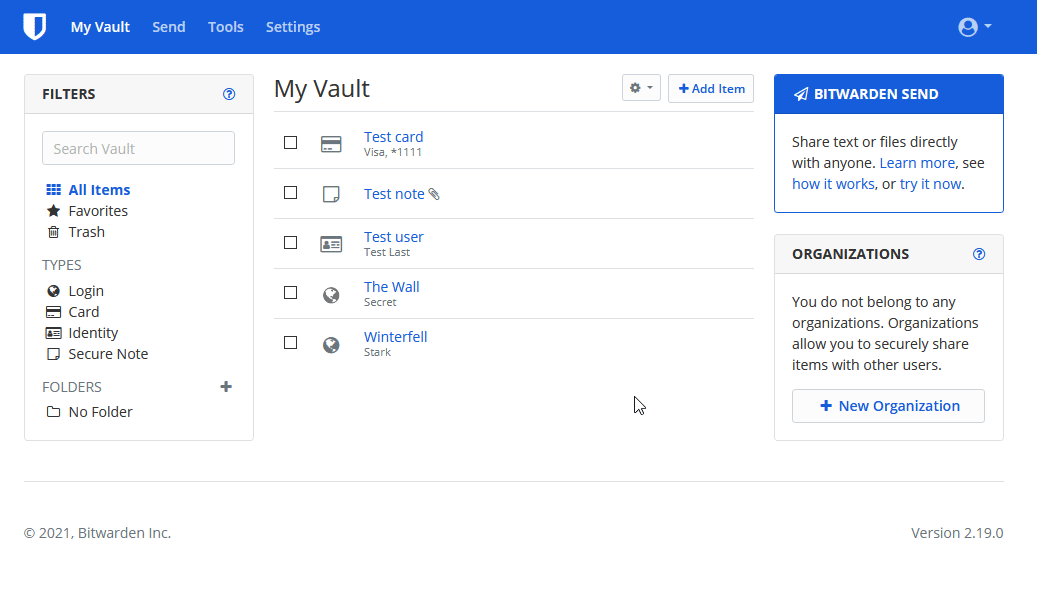 My Vault Send Tools Settings
FILTERS
Search Vault
All Items
Favorites
Trash
TYPES
Login
Card
Identity
Secure Note
FOLDERS
No Folder
My Vault
Add Item
Test card
Visa, *1111
Test note
Test user
Test Last
The Wall
Secret
Winterfell
Stark
BITWARDEN SEND
Share text or files directly
with anyone. Learn more, see
how it works, or try it now.
ORGANIZATIONS
You do not belong to any
organizations. Organizations
allow you to securely share
items with other users.
New Organization
© 2021, Bitwarden Inc.
Version 2.19.0